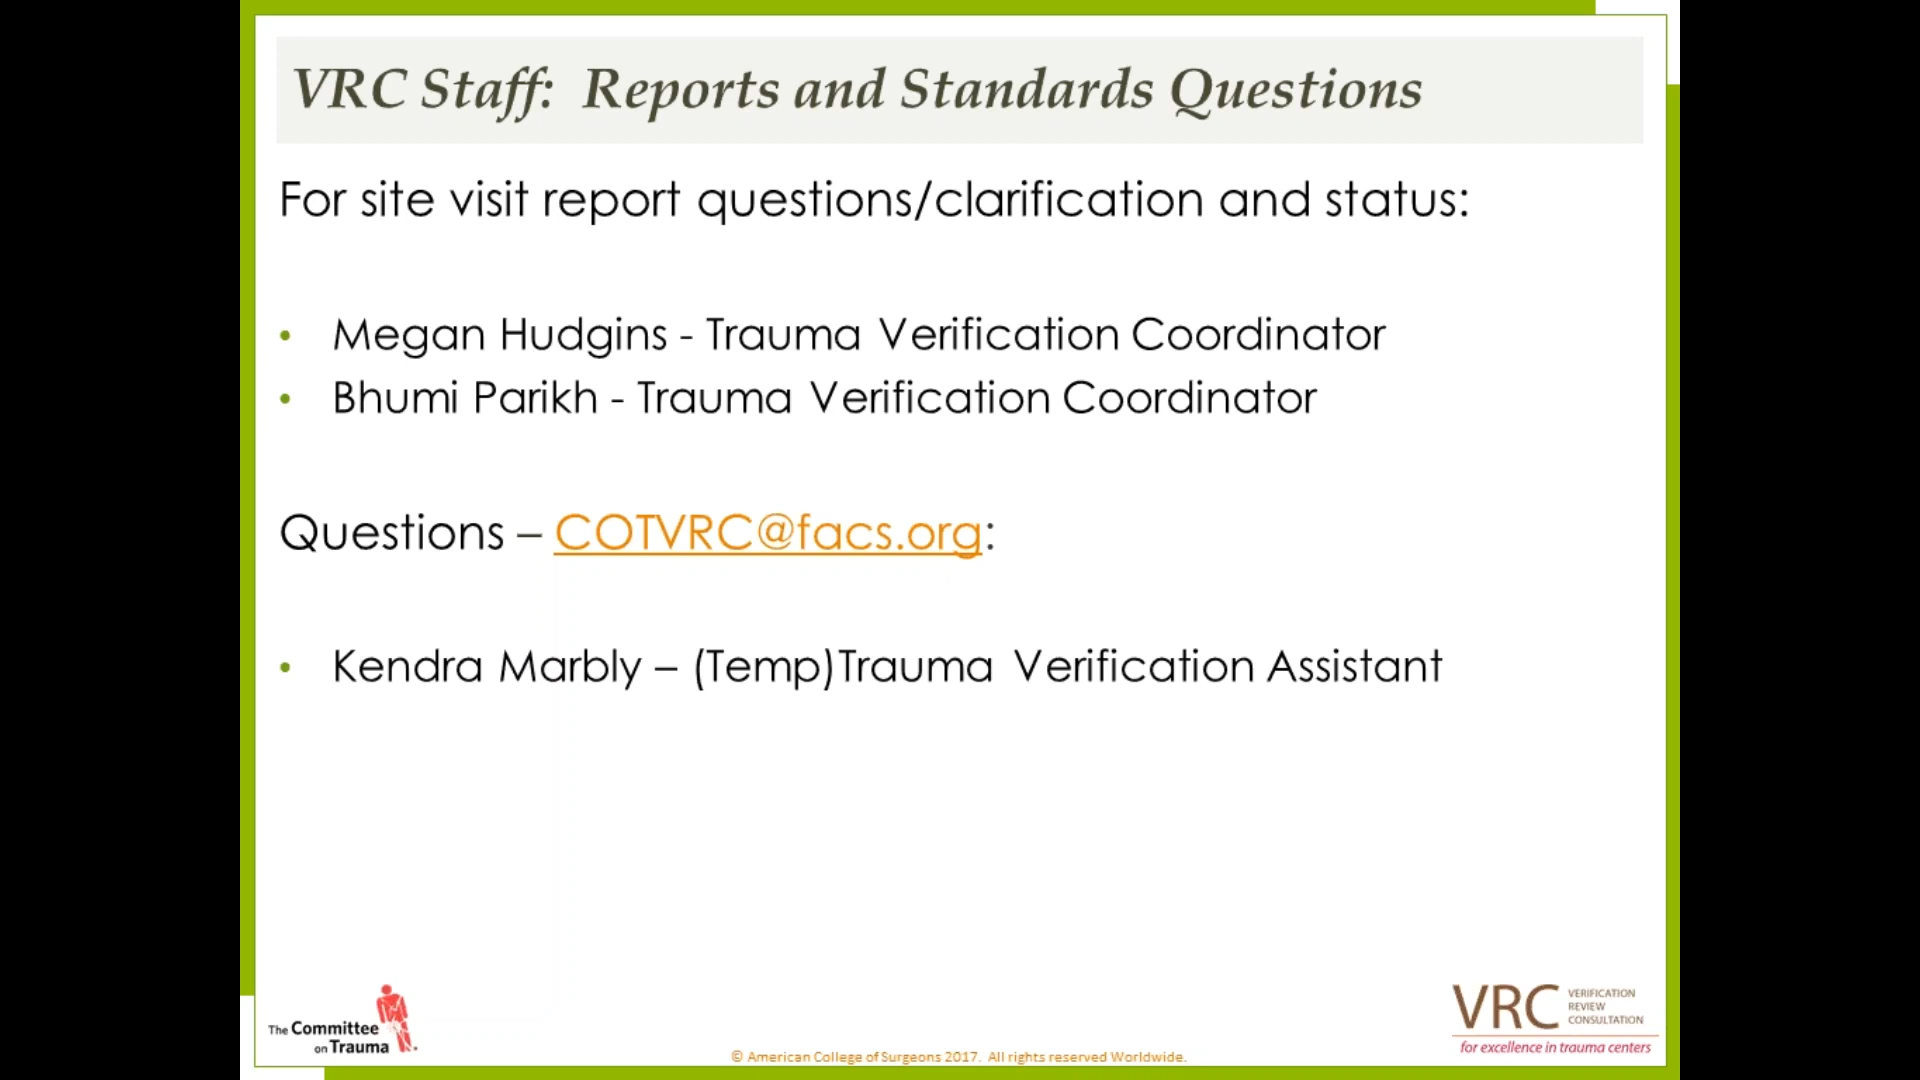 VRC Staff: Reports and Standards Questions
For site visit report questions/clarification and status:
• Megan Hudgins - Trauma Verification Coordinator
• Bhumi Parikh - Trauma Verification Coordinator
Questions – COTVRC@facs.org:
• Kendra Marbly – (Temp)Trauma Verification Assistant
The Committee
on Trauma
© American College of Surgeons 2017. All rights reserved Worldwide.
VRC
VERIFICATION
REVIEW
CONSULTATION
for excellence in trauma centers